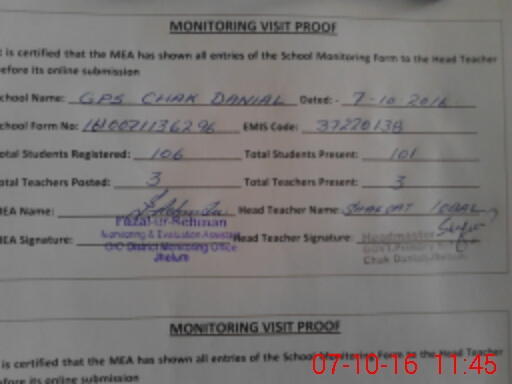 MONITORING VISIT PROOF
is certified that the MEA has shown all entries of the School Monitoring Form to the Head Teacher
efore its online submission
chool Name: GPS CHAK DANIAL Dated: 7-10-2016
chool Form No: EMIS Code: 37220138
otal Students Registered: 106 Total Students Present: 101
otal Teachers Posted: 3 Total Teachers Present: 3
MEA Name: Head Teacher Name: SHAKOAT IQBAL
Fazal-ur-Rehman
MEA Signature: Monitoring & Evaluation Assistant Head Teacher Signature: Headmaster
O/O District Monitoring Office Govt. Primary
Jhelum Chak Danial, Jhelum
MONITORING VISIT PROOF
is certified that the MEA has shown all entries of the School Monitoring Form to the Head Teacher
efore its online submission
07-10-16 11:45